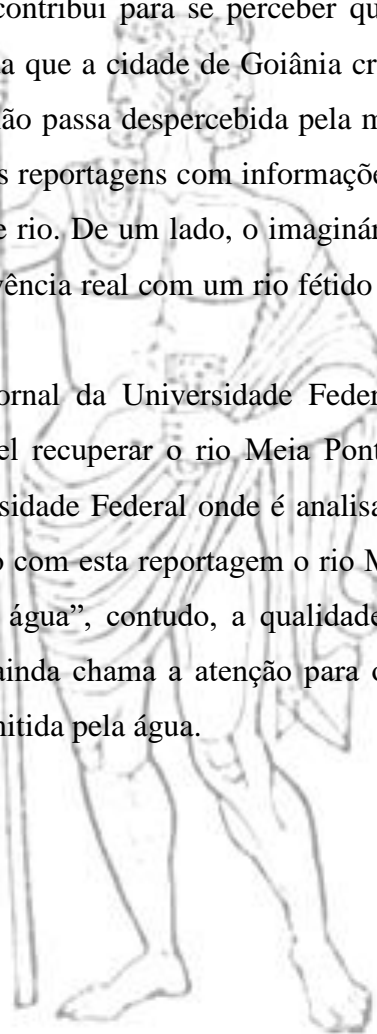 contribui para se perceber qu
a que a cidade de Goiânia cr
ão passa despercebida pela m
s reportagens com informaçõe
e rio. De um lado, o imaginár
vência real com um rio fétido
ornal da Universidade Feder
el recuperar o rio Meia Pont
sidade Federal onde é analisa
o com esta reportagem o rio M
água”, contudo, a qualidade
ainda chama a atenção para o
nitida pela água.